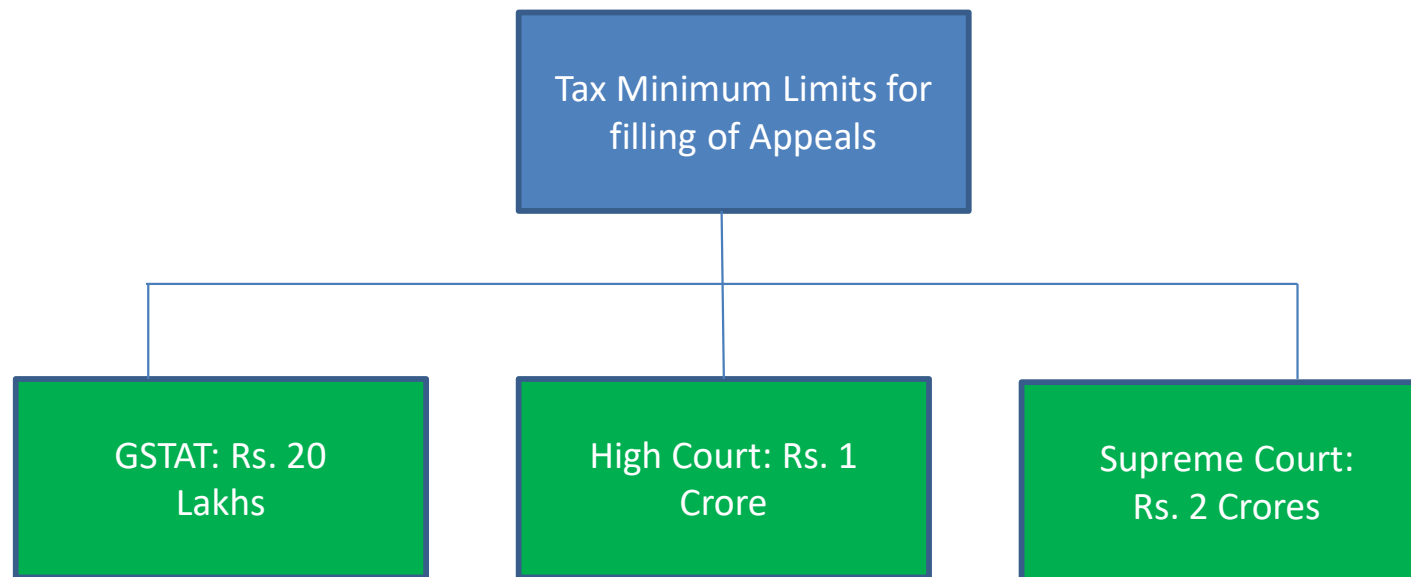 Tax Minimum Limits for
filling of Appeals
GSTAT: Rs. 20
Lakhs
High Court: Rs. 1
Crore
Supreme Court:
Rs. 2 Crores